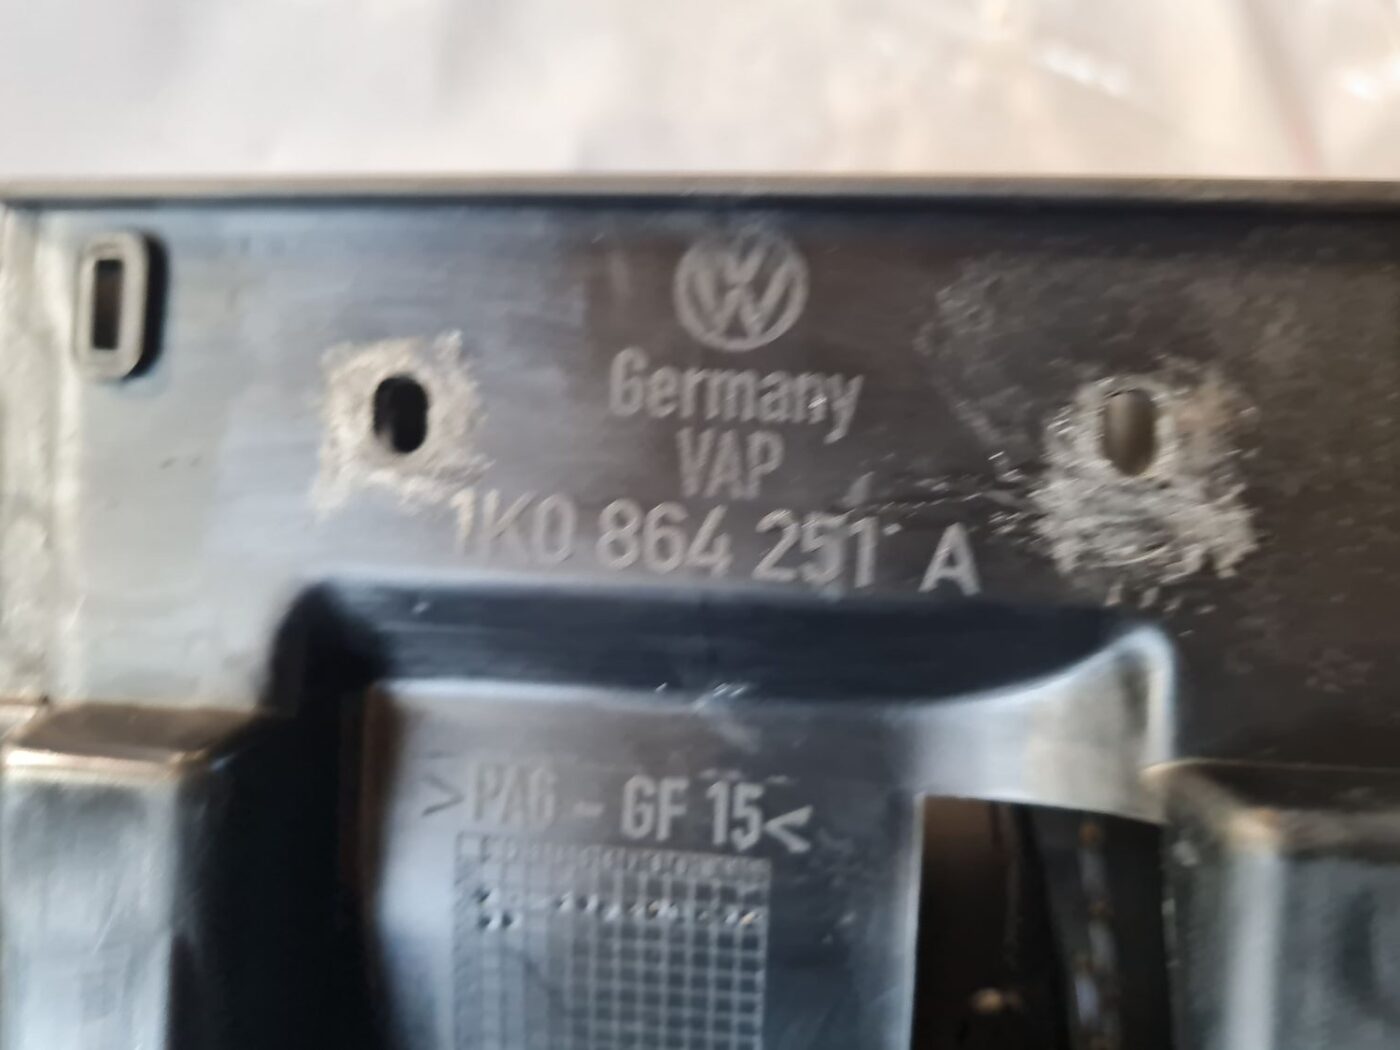 Germany
VAP
1K0 864 251 A
>PA6 - GF 15<